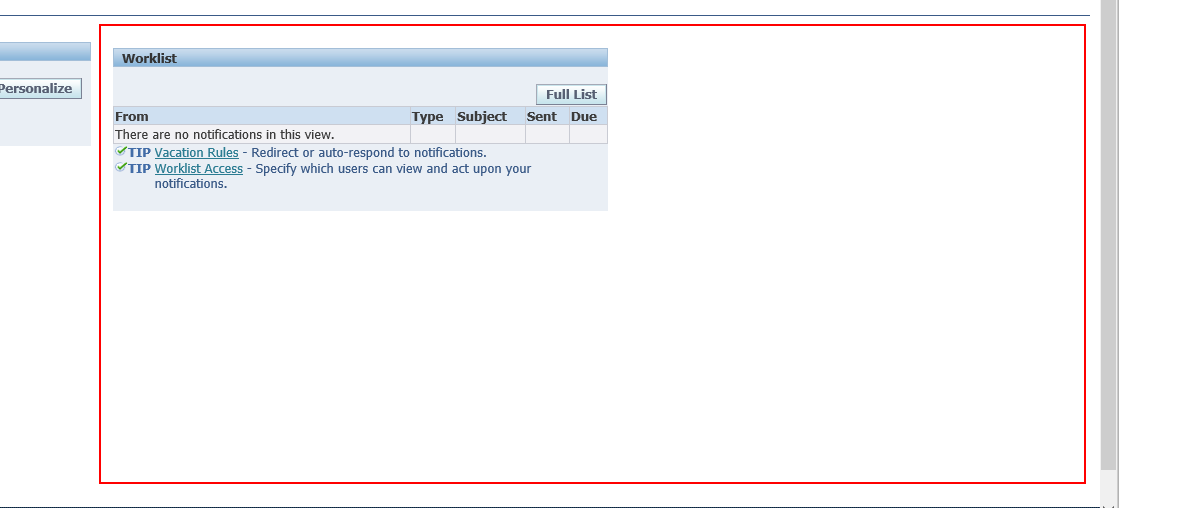 Worklist
Personalize
Full List
From Type Subject Sent Due
There are no notifications in this view.
TIP Vacation Rules - Redirect or auto-respond to notifications.
TIP Worklist Access - Specify which users can view and act upon your
notifications.